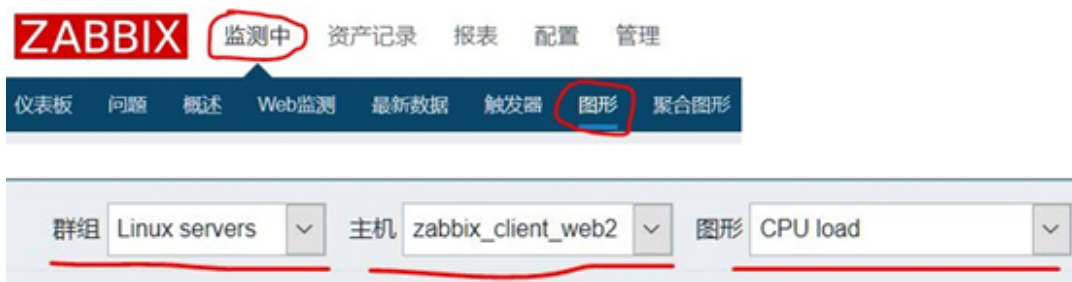 ZABBIX 监测中 资产记录 报表 配置 管理
仪表板 问题 概述 Web监测 最新数据 触发器 图形 聚合图形
群组 Linux servers 主机 zabbix_client_web2 图形 CPU load